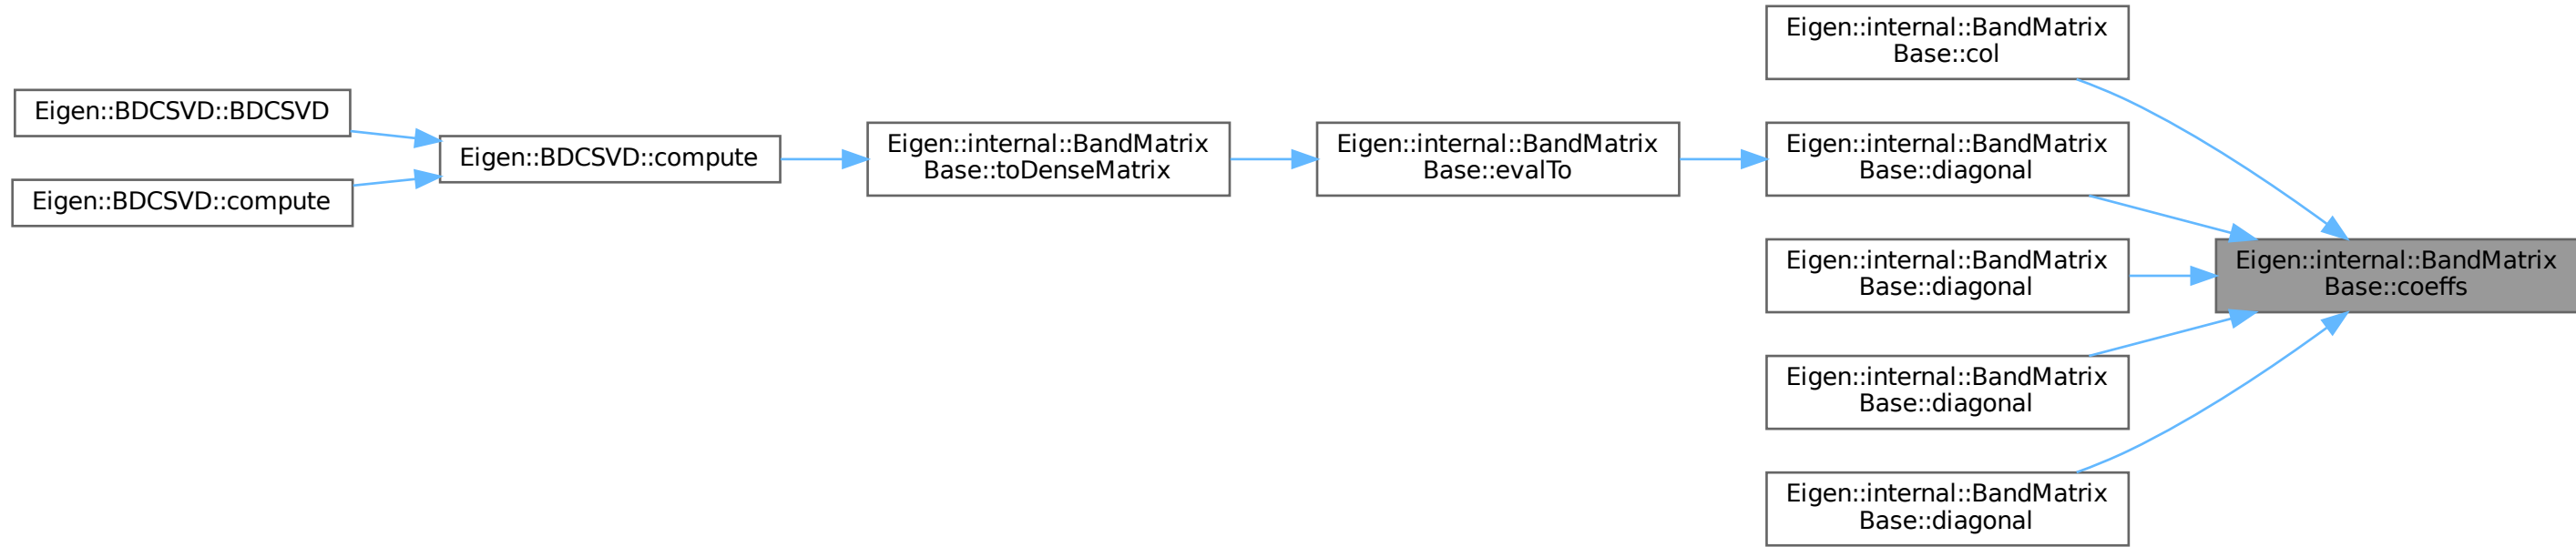 Eigen::BDCSVD::BDCSVD
Eigen::BDCSVD::compute
Eigen::BDCSVD::compute
Eigen::internal::BandMatrix
Base::toDenseMatrix
Eigen::internal::BandMatrix
Base::evalTo
Eigen::internal::BandMatrix
Base::col
Eigen::internal::BandMatrix
Base::diagonal
Eigen::internal::BandMatrix
Base::diagonal
Eigen::internal::BandMatrix
Base::diagonal
Eigen::internal::BandMatrix
Base::diagonal
Eigen::internal::BandMatrix
Base::coeffs